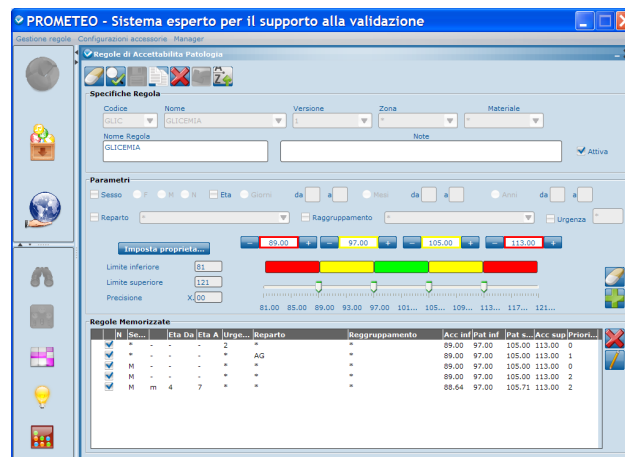 PROMETEO - Sistema esperto per il supporto alla validazione
Gestione regole Configurazioni accessorie Manager
Regole di Accettabilita Patologia
Specifiche Regola
Codice Nome Versione Zona Materiale
GLIC GLICEMIA 1 * *
Nome Regola Note
GLICEMIA
Attiva
Parametri
Sesso F M N Eta Giorni da a Mesi da a Anni da a
Reparto * Raggruppamento * Urgenza *
Imposta proprieta... - 89.00 + - 97.00 + - 105.00 + - 113.00 +
Limite inferiore 81
Limite superiore 121
Precisione X. 00
81.00 85.00 89.00 93.00 97.00 101... 105... 109... 113... 117... 121...
Regole Memorizzate
N Se... Eta Da Eta A Urge... Reparto Reggruppamento Acc inf Pat inf Pat s... Acc sup Priori...
* - - - 2 * * 89.00 97.00 105.00 113.00 0
* - - - * AG * 89.00 97.00 105.00 113.00 1
M - - - * * * 89.00 97.00 105.00 113.00 0
M - - - * * * 89.00 97.00 105.00 113.00 2
M m 4 7 * * * 88.64 97.00 105.71 113.00 2